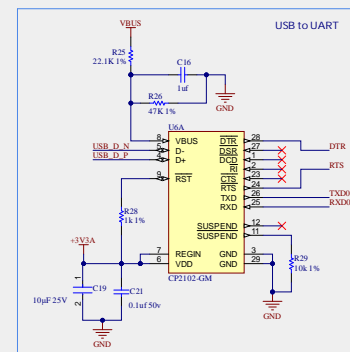 USB to UART
VBUS
R25
22.1K 1%
C16
1uf
R26
47K 1%
GND
U6A
8 VBUS DTR 28 DTR
USB_D_N 5 D- DSR 27
USB_D_P 4 D+ DCD 1
RI 2 RTS
9 RST CTS 23
RTS 24
TXD 26 TXD0
RXD 25 RXD0
R28
1k 1%
SUSPEND 12
SUSPEND 11
+3V3A
7 REGIN GND 3
6 VDD GND 29
R29
10k 1%
CP2102-GM
1
C19
10µF 25V
2
C21
0.1uf 50v
GND
GND